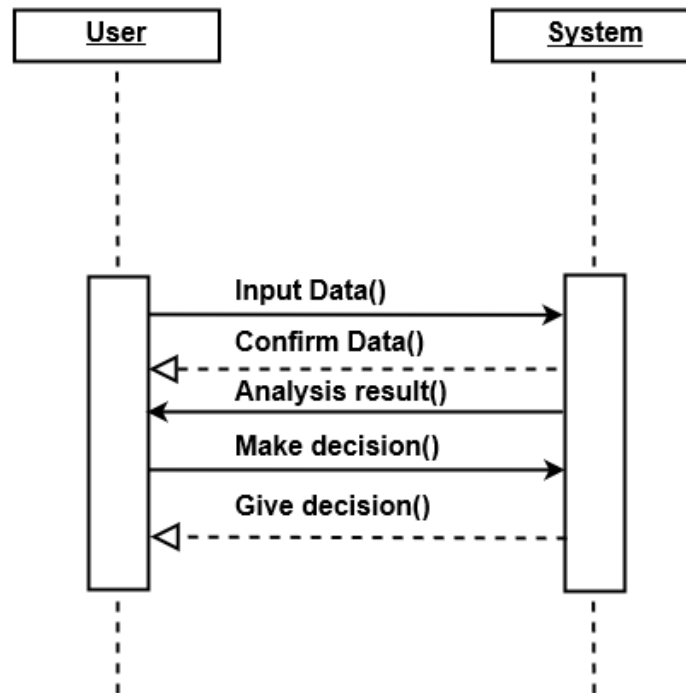 User
System
Input Data()
Confirm Data()
Analysis result()
Make decision()
Give decision()